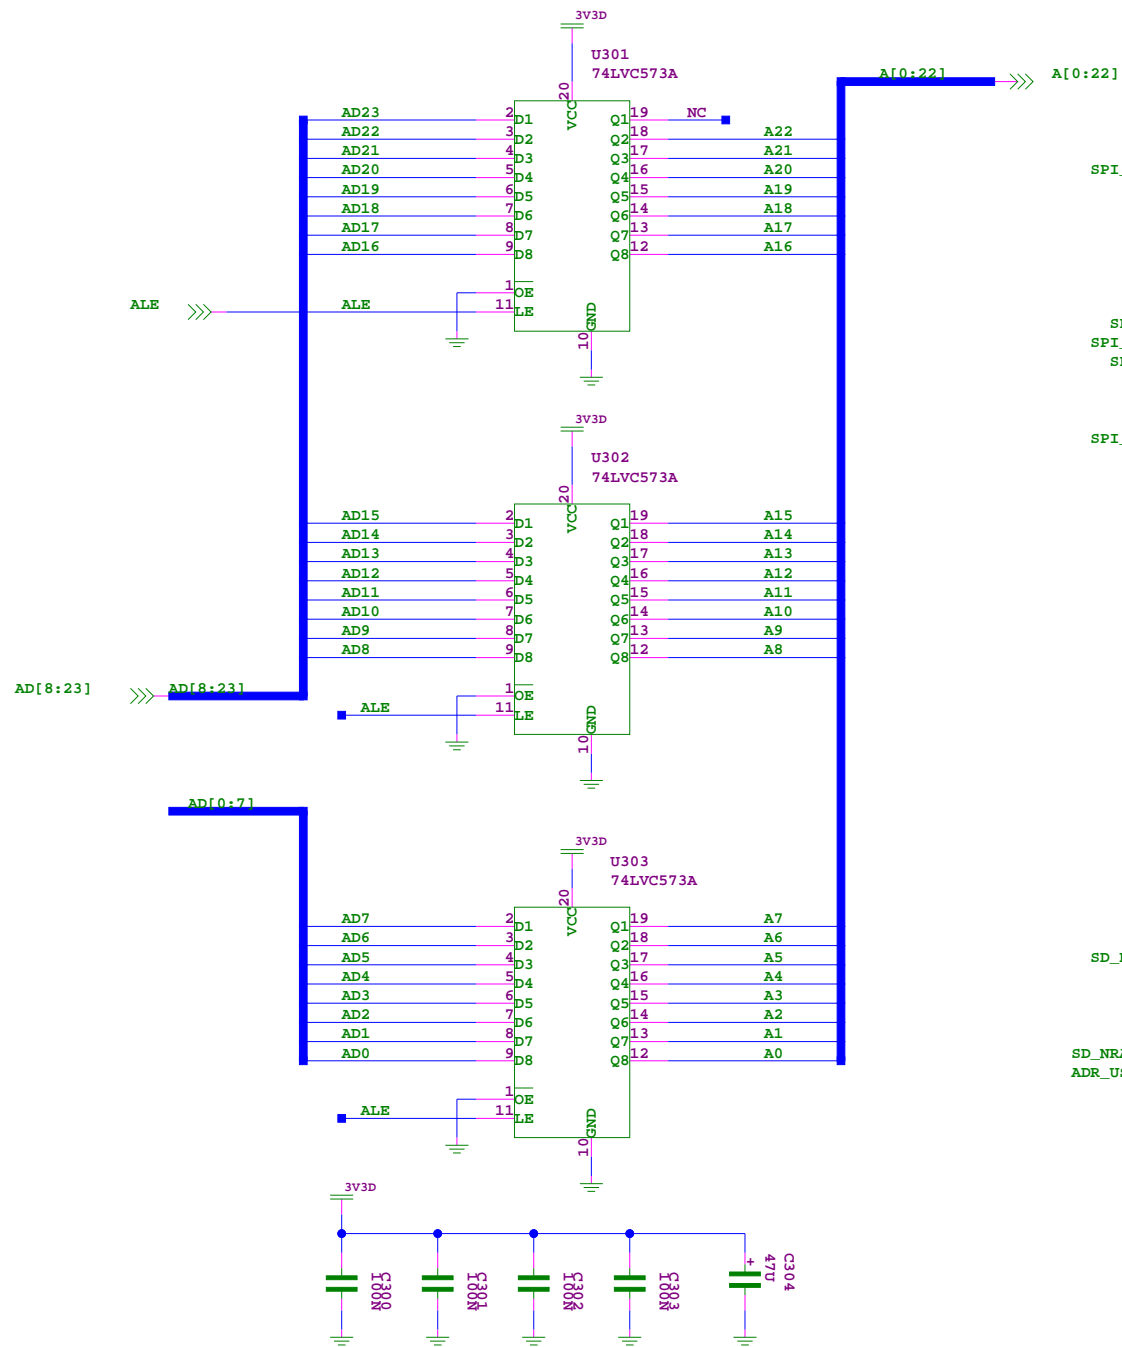 3V3D
U301
74LVC573A
A[0:22] A[0:22]
20
VCC
AD23 2 D1 Q1 19 NC
AD22 3 D2 Q2 18 A22
AD21 4 D3 Q3 17 A21
AD20 5 D4 Q4 16 A20
AD19 6 D5 Q5 15 A19
AD18 7 D6 Q6 14 A18
AD17 8 D7 Q7 13 A17
AD16 9 D8 Q8 12 A16
SPI_
1 OE
ALE ALE 11 LE
GND
10
SPI_
3V3D
U302
74LVC573A
SPI_
20
VCC
AD15 2 D1 Q1 19 A15
AD14 3 D2 Q2 18 A14
AD13 4 D3 Q3 17 A13
AD12 5 D4 Q4 16 A12
AD11 6 D5 Q5 15 A11
AD10 7 D6 Q6 14 A10
AD9 8 D7 Q7 13 A9
AD8 9 D8 Q8 12 A8
AD[8:23] AD[8:23] 1 OE
ALE 11 LE
GND
10
AD[0:7]
3V3D
U303
74LVC573A
20
VCC
AD7 2 D1 Q1 19 A7
AD6 3 D2 Q2 18 A6
AD5 4 D3 Q3 17 A5
AD4 5 D4 Q4 16 A4
AD3 6 D5 Q5 15 A3
AD2 7 D6 Q6 14 A2
AD1 8 D7 Q7 13 A1
AD0 9 D8 Q8 12 A0
1 OE
ALE 11 LE
GND
10
3V3D
C300
100N
C301
100N
C302
100N
C303
100N
+
C304
47U